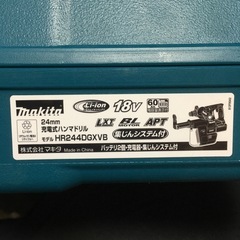 makita
Li-ion
18V
24mm
充電式ハンマドリル
モデル HR244DGXVB
LXT BL APT
集じんシステム付
株式会社 マキタ Made in China
バッテリ2個・充電器・集じんシステム付